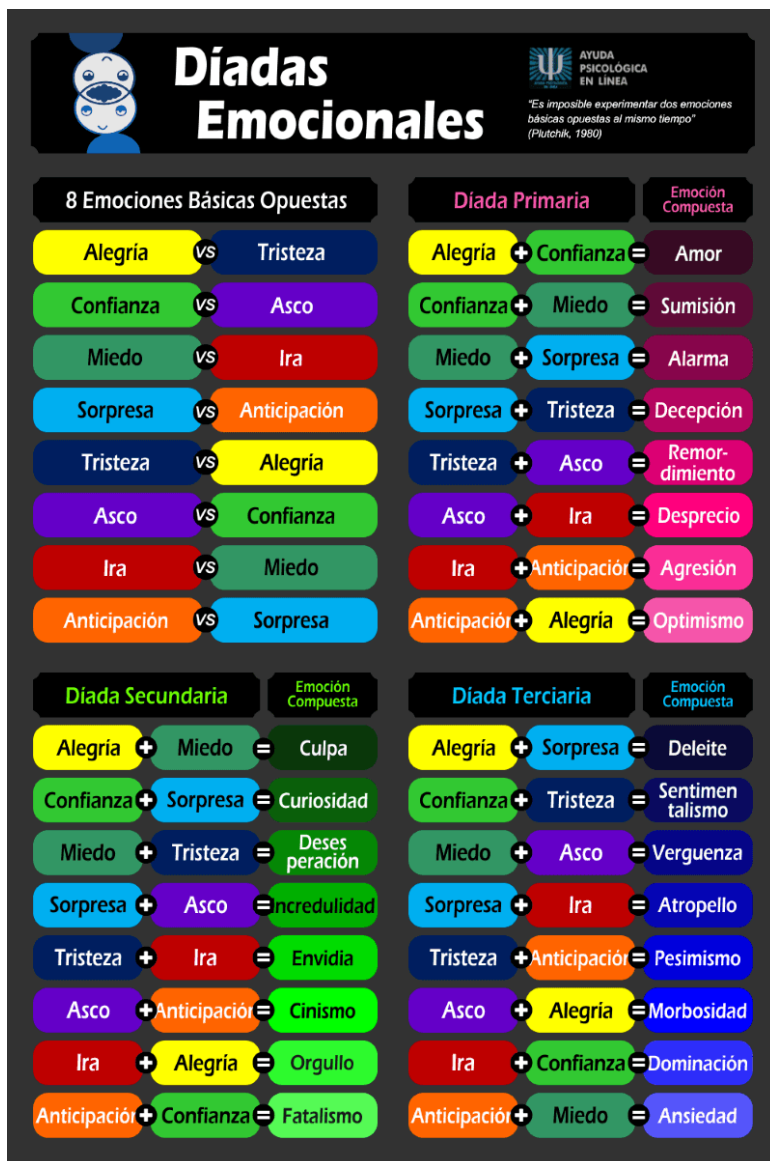 Díadas
Emocionales
AYUDA
PSICOLÓGICA
EN LÍNEA
"Es imposible experimentar dos emociones
básicas opuestas al mismo tiempo"
(Plutchik, 1980)
8 Emociones Básicas Opuestas
Alegría vs Tristeza
Confianza vs Asco
Miedo vs Ira
Sorpresa vs Anticipación
Tristeza vs Alegría
Asco vs Confianza
Ira vs Miedo
Anticipación vs Sorpresa
Díada Primaria
Emoción
Compuesta
Alegría + Confianza = Amor
Confianza + Miedo = Sumisión
Miedo + Sorpresa = Alarma
Sorpresa + Tristeza = Decepción
Tristeza + Asco = Remor-
dimiento
Asco + Ira = Desprecio
Ira + Anticipación = Agresión
Anticipación + Alegría = Optimismo
Díada Secundaria
Emoción
Compuesta
Alegría + Miedo = Culpa
Confianza + Sorpresa = Curiosidad
Miedo + Tristeza = Deses
peración
Sorpresa + Asco = Incredulidad
Tristeza + Ira = Envidia
Asco + Anticipación = Cinismo
Ira + Alegría = Orgullo
Anticipación + Confianza = Fatalismo
Díada Terciaria
Emoción
Compuesta
Alegría + Sorpresa = Deleite
Confianza + Tristeza = Sentimen
talismo
Miedo + Asco = Verguenza
Sorpresa + Ira = Atropello
Tristeza + Anticipación = Pesimismo
Asco + Alegría = Morbosidad
Ira + Confianza = Dominación
Anticipación + Miedo = Ansiedad